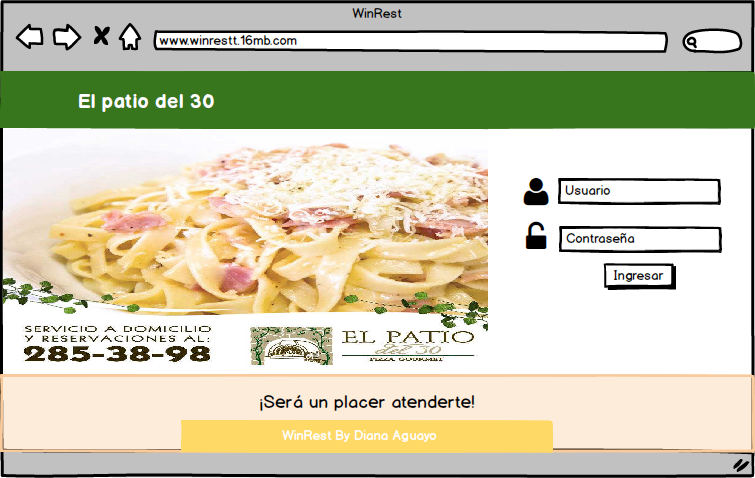 WinRest
www.winrestt.16mb.com
El patio del 30
Usuario
Contraseña
Ingresar
SERVICIO A DOMICILIO
Y RESERVACIONES AL:
285-38-98
EL PATIO
del 30
PIZZA GOURMET
¡Será un placer atenderte!
WinRest By Diana Aguayo